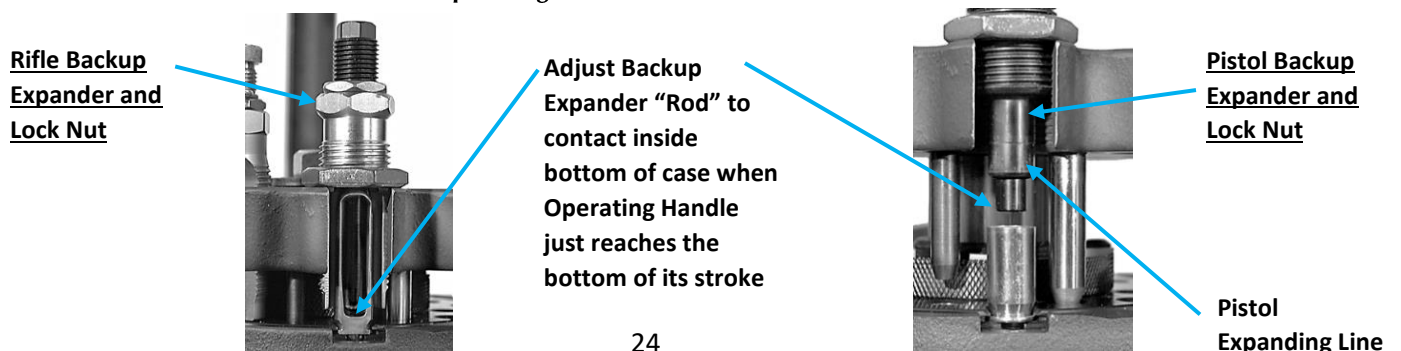 Rifle Backup
Expander and
Lock Nut
Adjust Backup
Expander “Rod” to
contact inside
bottom of case when
Operating Handle
just reaches the
bottom of its stroke
Pistol Backup
Expander and
Lock Nut
Pistol
Expanding Line
24